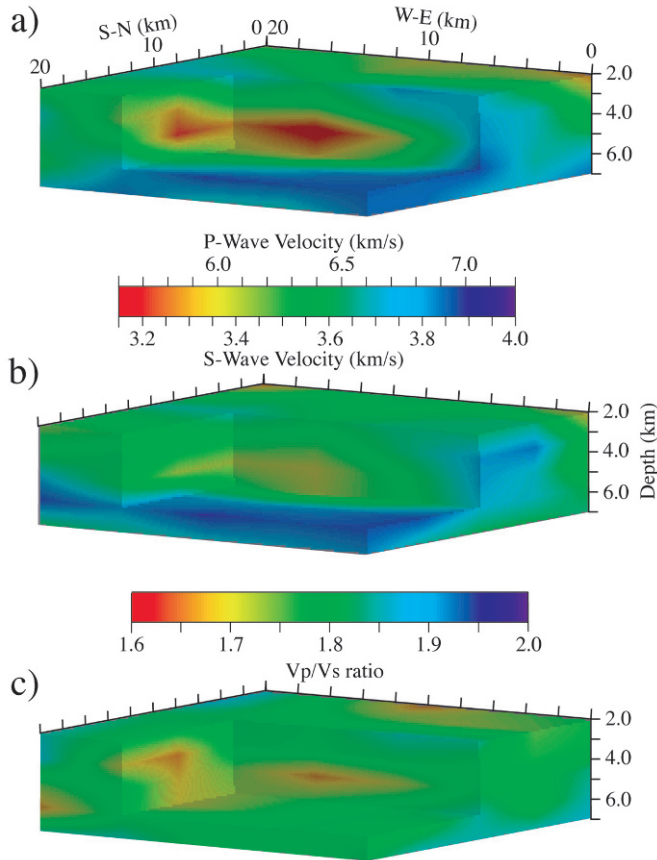 a)
S-N (km)
W-E (km)
20
10
0
20
10
0
2.0
4.0
6.0
P-Wave Velocity (km/s)
6.0 6.5 7.0
3.2 3.4 3.6 3.8 4.0
S-Wave Velocity (km/s)
b)
2.0
4.0
6.0
Depth (km)
1.6 1.7 1.8 1.9 2.0
Vp/Vs ratio
c)
2.0
4.0
6.0